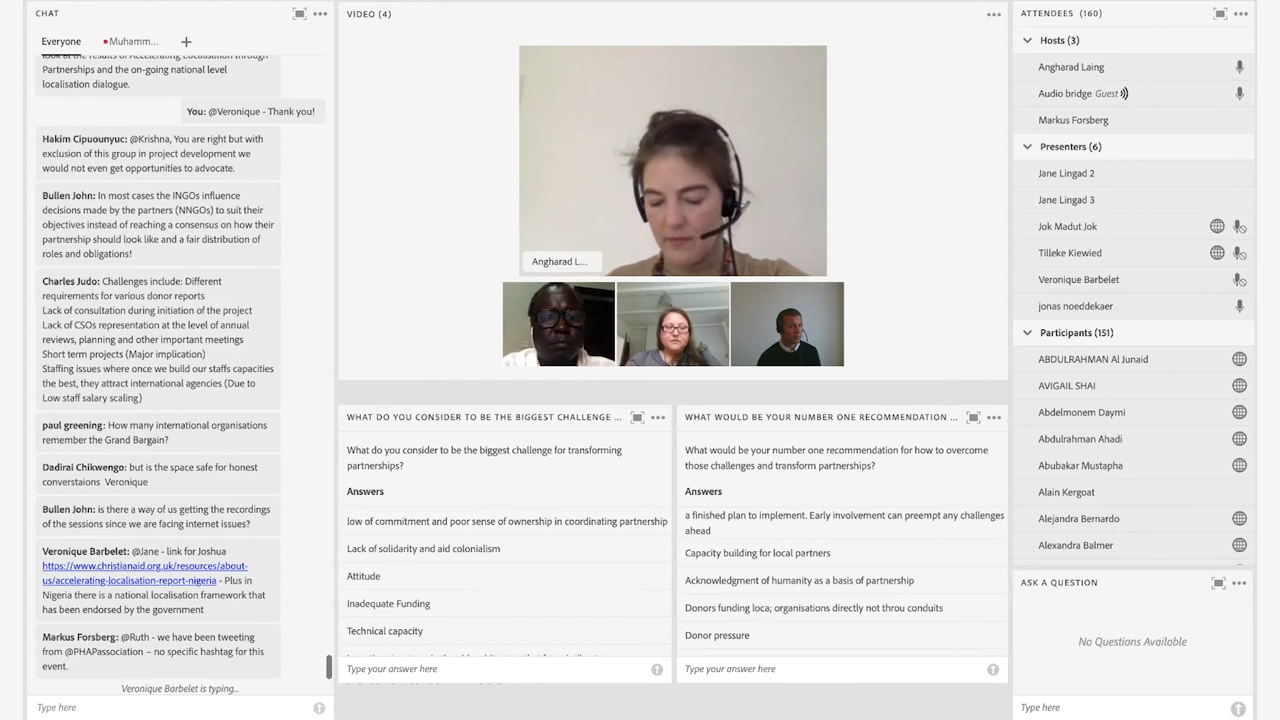 CHAT
Everyone
Muhamm...
look at the results of Accelerating Localisation through
Partnerships and the on-going national level
localisation dialogue.
You: @Veronique - Thank you!
Hakim Cipuounyuc: @Krishna, You are right but with
exclusion of this group in project development we
would not even get opportunities to advocate.
Bullen John: In most cases the INGOs influence
decisions made by the partners (NNGOs) to suit their
objectives instead of reaching a consensus on how their
partnership should look like and a fair distribution of
roles and obligations!
Charles Judo: Challenges include: Different
requirements for various donor reports
Lack of consultation during initiation of the project
Lack of CSOs representation at the level of annual
reviews, planning and other important meetings
Short term projects (Major implication)
Staffing issues where once we build our staffs capacities
the best, they attract international agencies (Due to
Low staff salary scaling)
paul greening: How many international organisations
remember the Grand Bargain?
Dadirai Chikwengo: but is the space safe for honest
converstaions Veronique
Bullen John: is there a way of us getting the recordings
of the sessions since we are facing internet issues?
Veronique Barbelet: @Jane - link for Joshua
https://www.christianaid.org.uk/resources/about-
us/accelerating-localisation-report-nigeria - Plus in
Nigeria there is a national localisation framework that
has been endorsed by the government
Markus Forsberg: @Ruth - we have been tweeting
from @PHAPassociation – no specific hashtag for this
event.
Veronique Barbelet is typing...
Type here
VIDEO (4)
Angharad L...
WHAT DO YOU CONSIDER TO BE THE BIGGEST CHALLENGE ...
What do you consider to be the biggest challenge for transforming
partnerships?
Answers
low of commitment and poor sense of ownership in coordinating partnership
Lack of solidarity and aid colonialism
Attitude
Inadequate Funding
Technical capacity
Type your answer here
WHAT WOULD BE YOUR NUMBER ONE RECOMMENDATION ...
What would be your number one recommendation for how to overcome
those challenges and transform partnerships?
Answers
a finished plan to implement. Early involvement can preempt any challenges
ahead
Capacity building for local partners
Acknowledgment of humanity as a basis of partnership
Donors funding loca; organisations directly not throu conduits
Donor pressure
Type your answer here
ATTENDEES (160)
Hosts (3)
Angharad Laing
Audio bridge Guest
Markus Forsberg
Presenters (6)
Jane Lingad 2
Jane Lingad 3
Jok Madut Jok
Tilleke Kiewied
Veronique Barbelet
jonas noeddekaer
Participants (151)
ABDULRAHMAN Al Junaid
AVIGAIL SHAI
Abdelmonem Daymi
Abdulrahman Ahadi
Abubakar Mustapha
Alain Kergoat
Alejandra Bernardo
Alexandra Balmer
ASK A QUESTION
No Questions Available
Type here